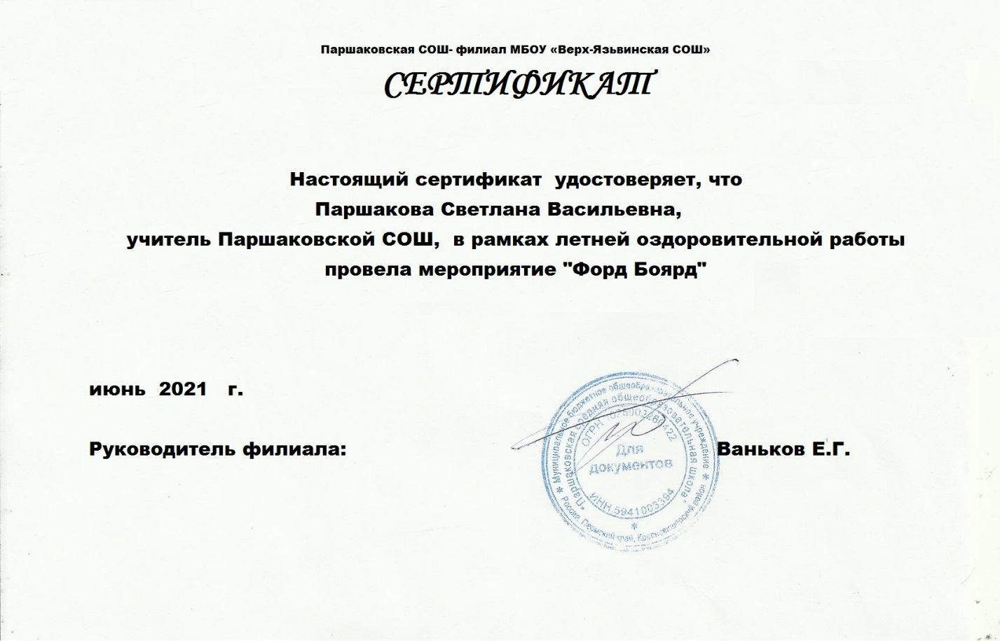 Паршаковская СОШ- филиал МБОУ «Верх-Язьвинская СОШ»
СЕРТИФИКАТ
Настоящий сертификат  удостоверяет, что
Паршакова Светлана Васильевна,
учитель Паршаковской СОШ,  в рамках летней оздоровительной работы
провела мероприятие "Форд Боярд"
июнь  2021   г.
Руководитель филиала:
Ваньков Е.Г.
* Муниципальное бюджетное общеобразовательное учреждение *
Россия, Пермский край, Красновишерский район
"Паршаковская средняя общеобразовательная школа"
ОГРН
Для
документов
ИНН 5941003394
*